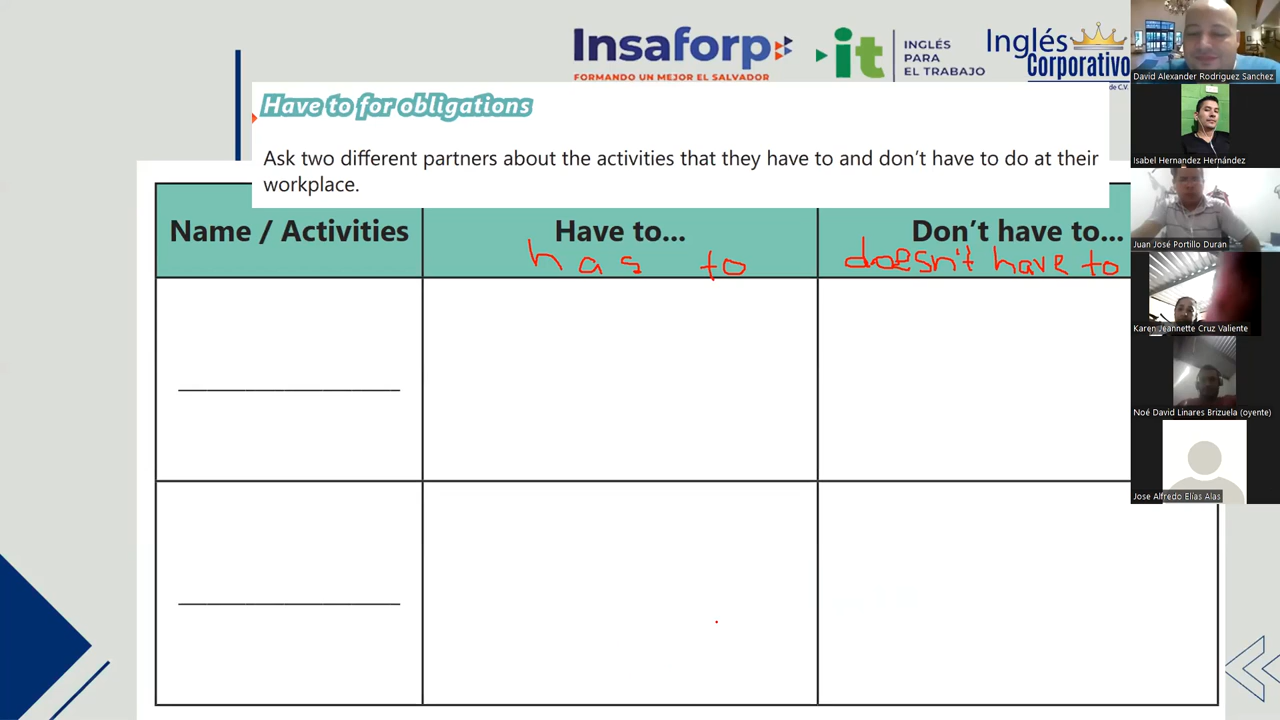 Insaforp
FORMANDO UN MEJOR EL SALVADOR
it
INGLÉS
PARA
EL TRABAJO
Inglés
Corporativo
de C.V.
Have to for obligations
Ask two different partners about the activities that they have to and don't have to do at their
workplace.
Name / Activities
Have to...
has to
Don't have to...
doesn't have to
David Alexander Rodriguez Sanchez
Isabel Hernandez Hernández
Juan José Portillo Durán
Karen Jeannette Cruz Valiente
Noé David Linares Brizuela (oyente)
Jose Alfredo Elías Alas